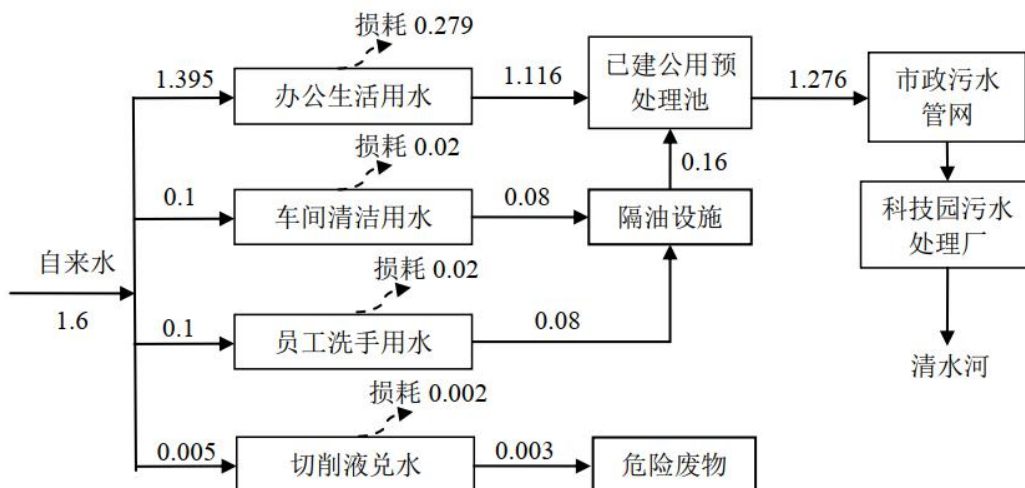 损耗 0.279
1.395
办公生活用水
1.116
已建公用预
处理池
1.276
市政污水
管网
损耗 0.02
0.16
0.1
车间清洁用水
0.08
隔油设施
科技园污水
处理厂
自来水
1.6
损耗 0.02
0.1
员工洗手用水
0.08
清水河
损耗 0.002
0.005
切削液兑水
0.003
危险废物